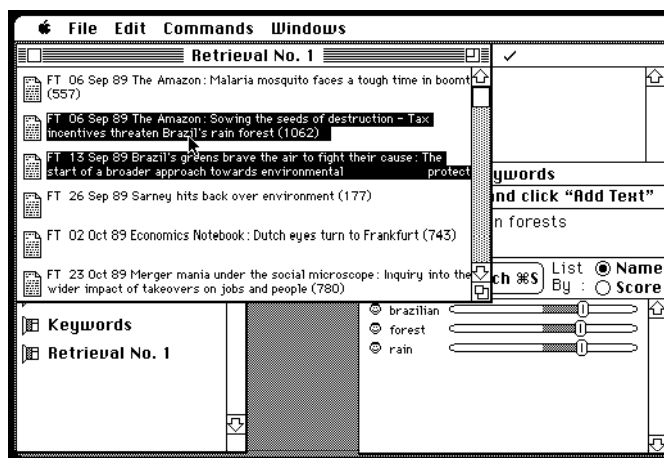 File Edit Commands Windows
Retrieval No. 1
FT 06 Sep 89 The Amazon: Malaria mosquito faces a tough time in boomt
(557)
FT 06 Sep 89 The Amazon: Sowing the seeds of destruction - Tax
incentives threaten Brazil's rain forest (1062)
FT 13 Sep 89 Brazil's greens brave the air to fight their cause: The
start of a broader approach towards environmental protect
FT 26 Sep 89 Sarney hits back over environment (177)
FT 02 Oct 89 Economics Notebook: Dutch eyes turn to Frankfurt (743)
FT 23 Oct 89 Merger mania under the social microscope: Inquiry into the
wider impact of takeovers on jobs and people (780)
ywords
nd click “Add Text”
n forests
ch ⌘S
List By : Name
Score
brazilian
forest
rain
Keywords
Retrieval No. 1